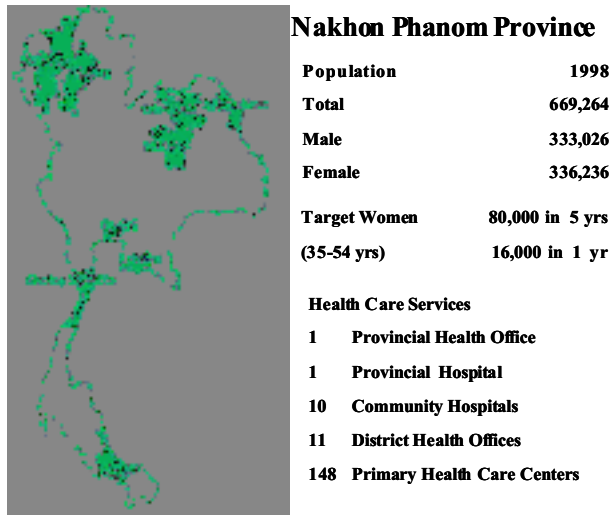 Nakhon Phanom Province
Population 1998
Total 669,264
Male 333,026
Female 336,236
Target Women 80,000 in 5 yrs
(35-54 yrs) 16,000 in 1 yr
Health Care Services
1 Provincial Health Office
1 Provincial Hospital
10 Community Hospitals
11 District Health Offices
148 Primary Health Care Centers